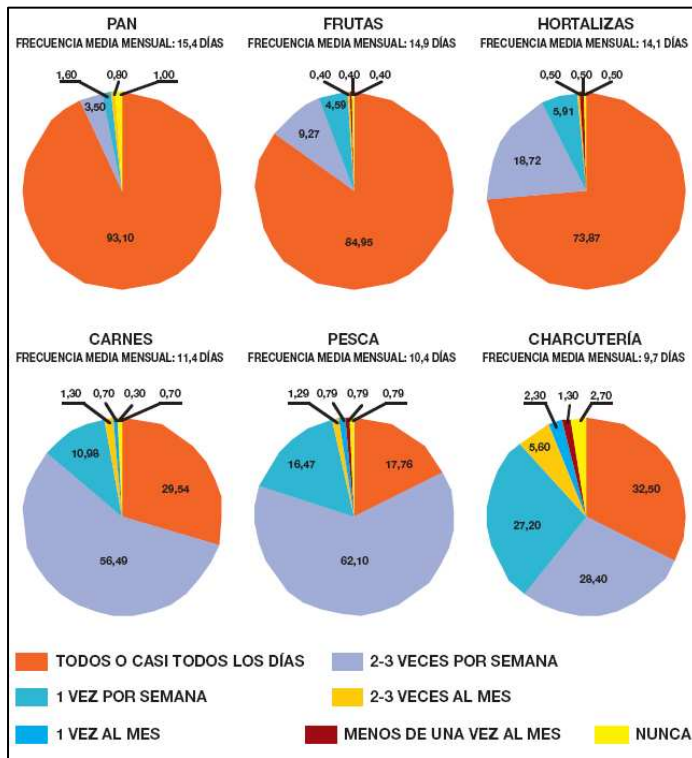 PAN
FRECUENCIA MEDIA MENSUAL: 15,4 DÍAS
1,60 0,80 1,00
3,50
93,10
FRUTAS
FRECUENCIA MEDIA MENSUAL: 14,9 DÍAS
0,40 0,40 0,40
4,59
9,27
84,95
HORTALIZAS
FRECUENCIA MEDIA MENSUAL: 14,1 DÍAS
0,50 0,50 0,50
5,91
18,72
73,87
CARNES
FRECUENCIA MEDIA MENSUAL: 11,4 DÍAS
1,30 0,70 0,30 0,70
10,98
29,54
56,49
PESCA
FRECUENCIA MEDIA MENSUAL: 10,4 DÍAS
1,29 0,79 0,79 0,79
16,47
17,76
62,10
CHARCUTERÍA
FRECUENCIA MEDIA MENSUAL: 9,7 DÍAS
2,30 1,30 2,70
5,60
32,50
27,20
28,40
TODOS O CASI TODOS LOS DÍAS
2-3 VECES POR SEMANA
1 VEZ POR SEMANA
2-3 VECES AL MES
1 VEZ AL MES
MENOS DE UNA VEZ AL MES
NUNCA